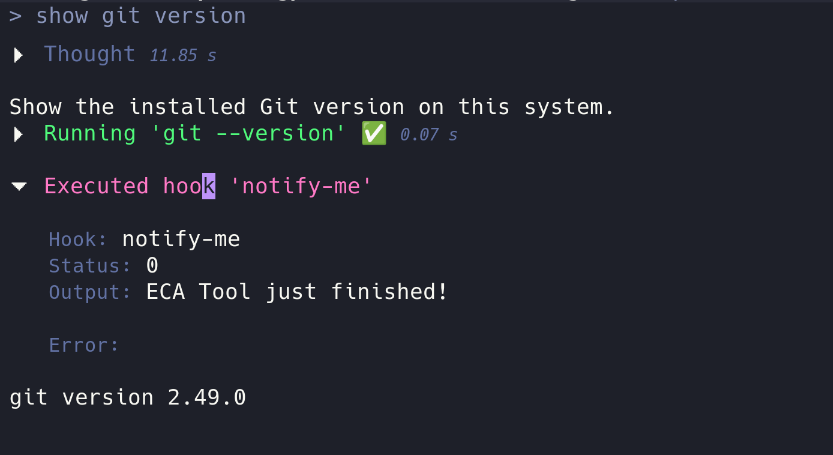 > show git version
Thought 11.85 s
Show the installed Git version on this system.
Running 'git --version' ✅ 0.07 s
Executed hook 'notify-me'
Hook: notify-me
Status: 0
Output: ECA Tool just finished!
Error:
git version 2.49.0